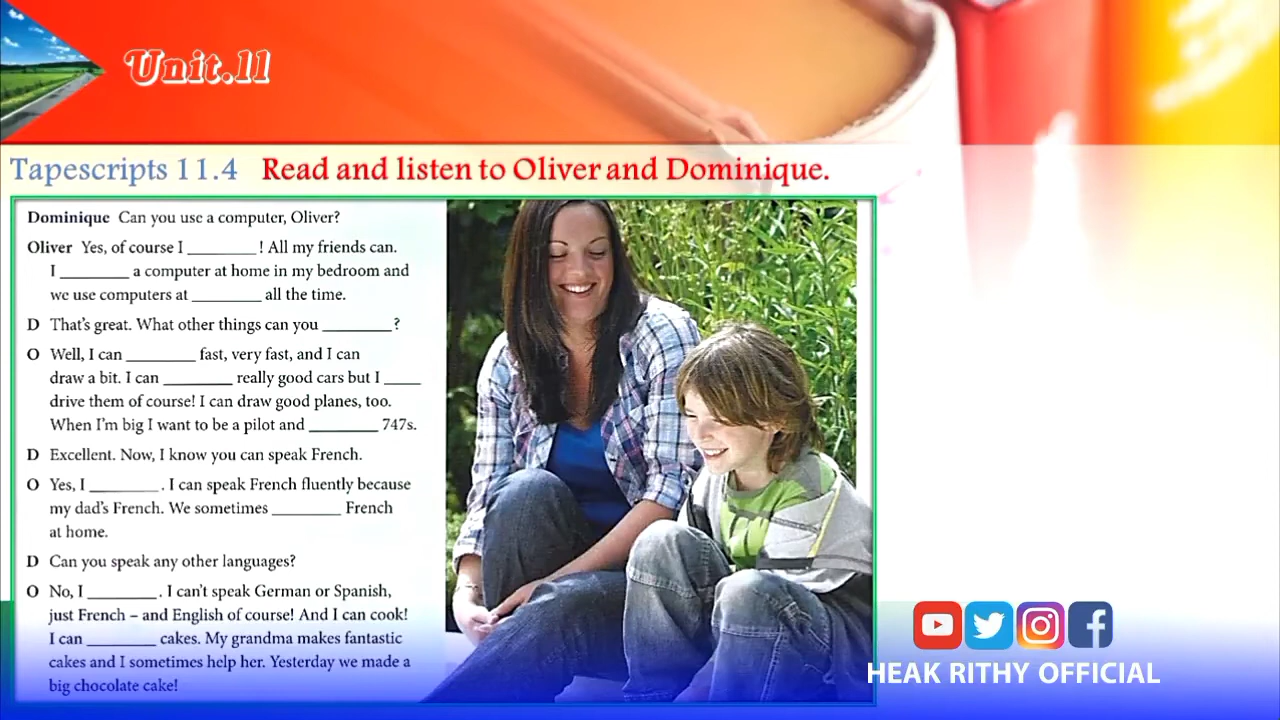 Unit.11
Tapescripts 11.4 Read and listen to Oliver and Dominique.
Dominique Can you use a computer, Oliver?
Oliver Yes, of course I ________! All my friends can.
I ________ a computer at home in my bedroom and
we use computers at ________ all the time.
D That's great. What other things can you ________?
O Well, I can ________ fast, very fast, and I can
draw a bit. I can ________ really good cars but I ____
drive them of course! I can draw good planes, too.
When I'm big I want to be a pilot and ________ 747s.
D Excellent. Now, I know you can speak French.
O Yes, I ________. I can speak French fluently because
my dad's French. We sometimes ________ French
at home.
D Can you speak any other languages?
O No, I ________. I can't speak German or Spanish,
just French – and English of course! And I can cook!
I can ________ cakes. My grandma makes fantastic
cakes and I sometimes help her. Yesterday we made a
big chocolate cake!
HEAK RITHY OFFICIAL